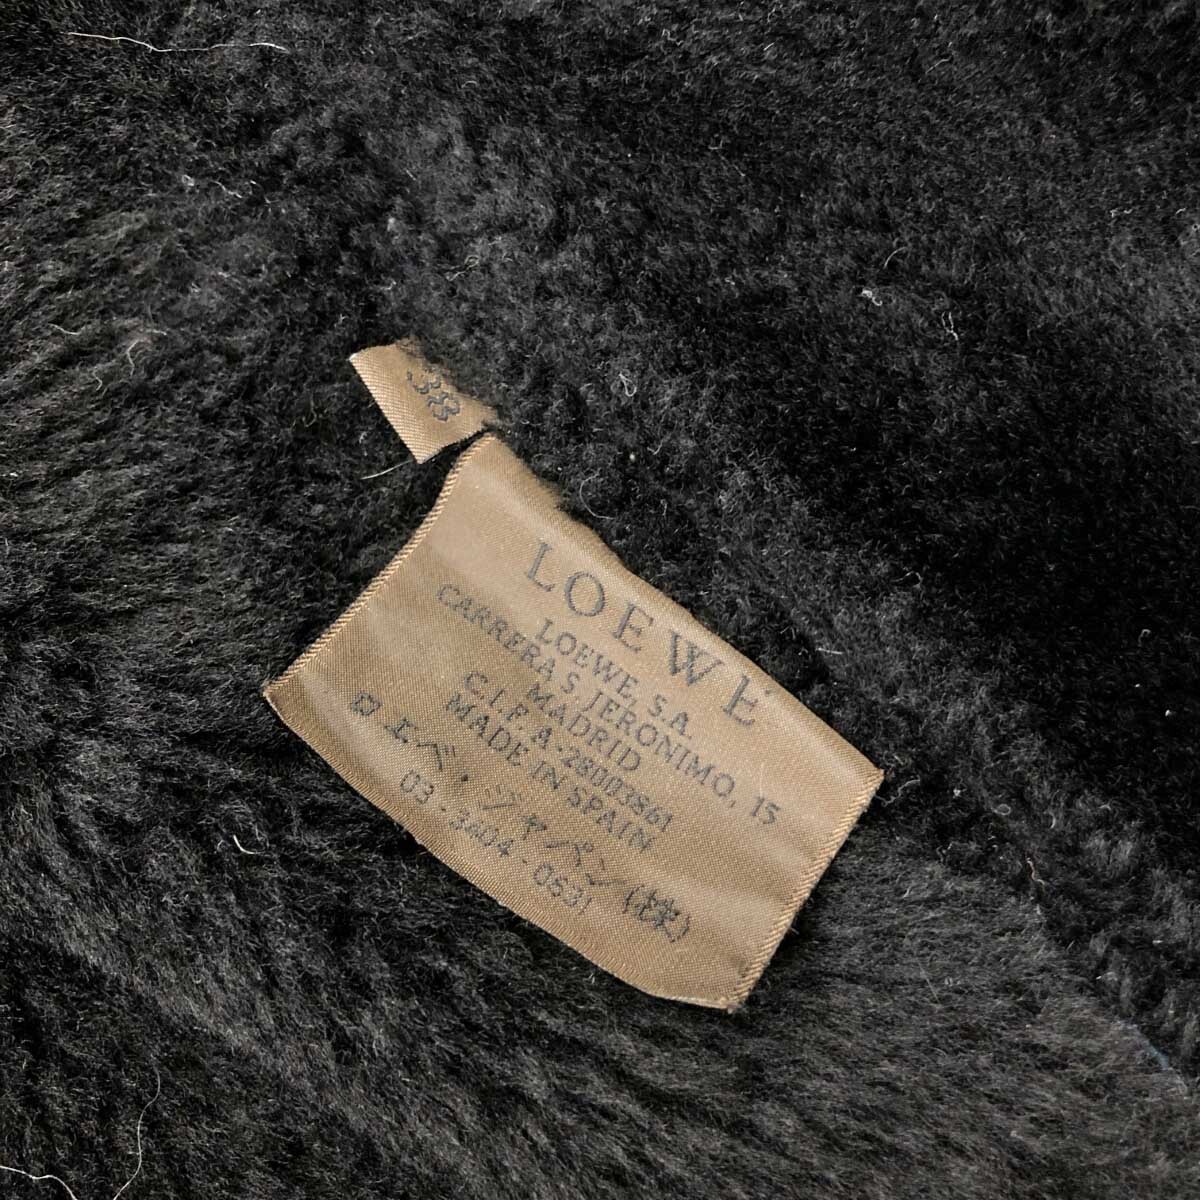 38
LOEWE
LOEWE, S.A.
CARRERA S. JERONIMO, 15
MADRID
C.I.F. A-28003861
MADE IN SPAIN
ロエベ.ジャパン(株)
03-3404-0531